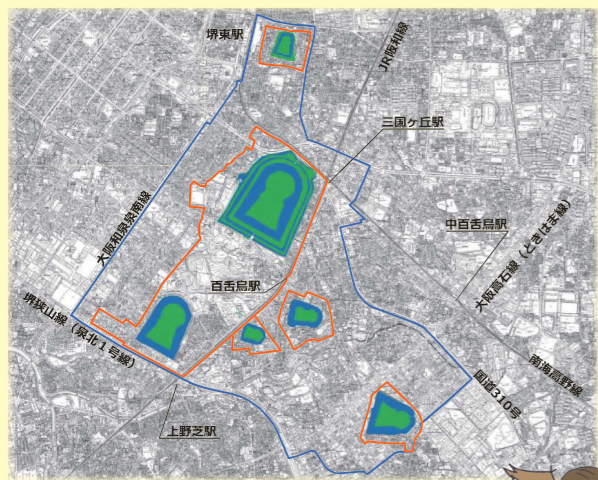 堺東駅
JR阪和線
三国ヶ丘駅
大阪和泉泉南線
中百舌鳥駅
大阪高石線（ときはま線）
百舌鳥駅
堺狭山線（泉北1号線）
南海高野線
国道310号
上野芝駅